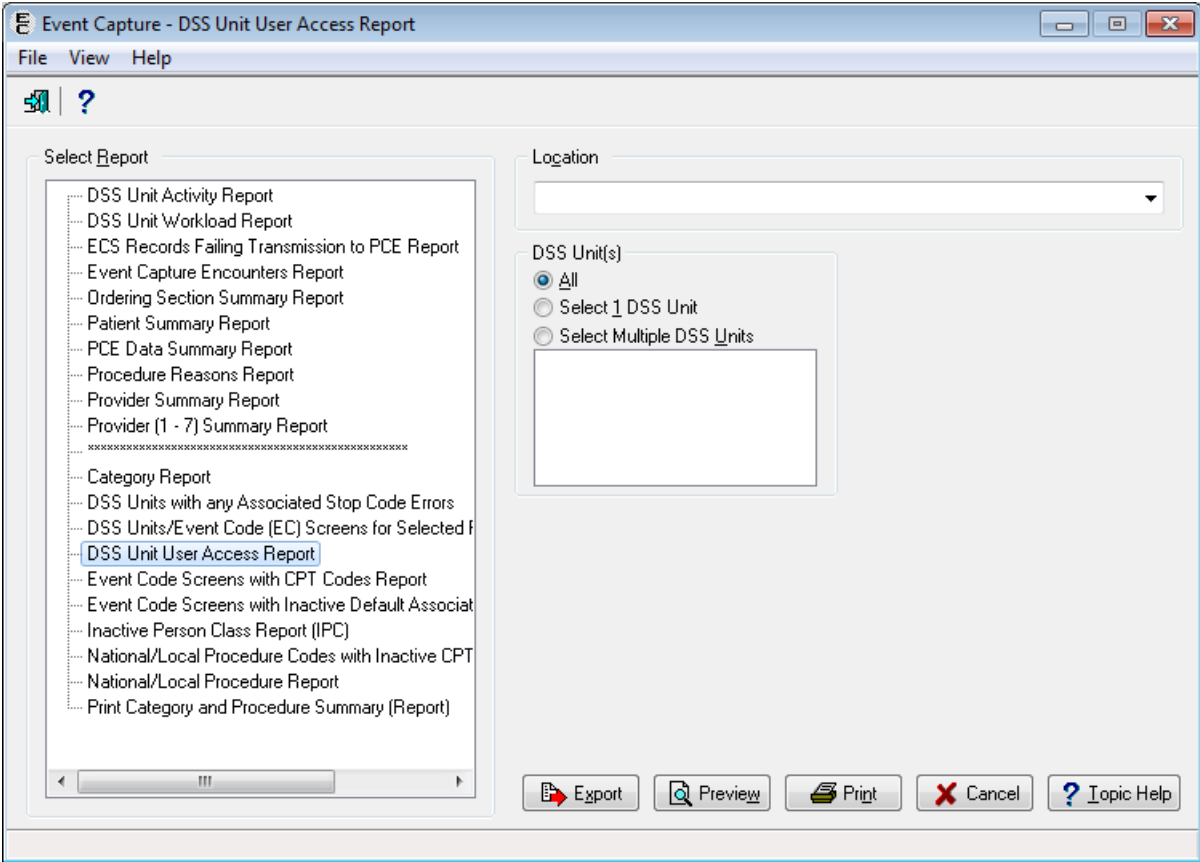 Event Capture - DSS Unit User Access Report
File View Help
Select Report
DSS Unit Activity Report
DSS Unit Workload Report
ECS Records Failing Transmission to PCE Report
Event Capture Encounters Report
Ordering Section Summary Report
Patient Summary Report
PCE Data Summary Report
Procedure Reasons Report
Provider Summary Report
Provider (1 - 7) Summary Report
**************************************************
Category Report
DSS Units with any Associated Stop Code Errors
DSS Units/Event Code (EC) Screens for Selected
DSS Unit User Access Report
Event Code Screens with CPT Codes Report
Event Code Screens with Inactive Default Associat
Inactive Person Class Report (IPC)
National/Local Procedure Codes with Inactive CPT
National/Local Procedure Report
Print Category and Procedure Summary (Report)
Location
DSS Unit(s)
All
Select 1 DSS Unit
Select Multiple DSS Units
Export Preview Print Cancel ? Topic Help